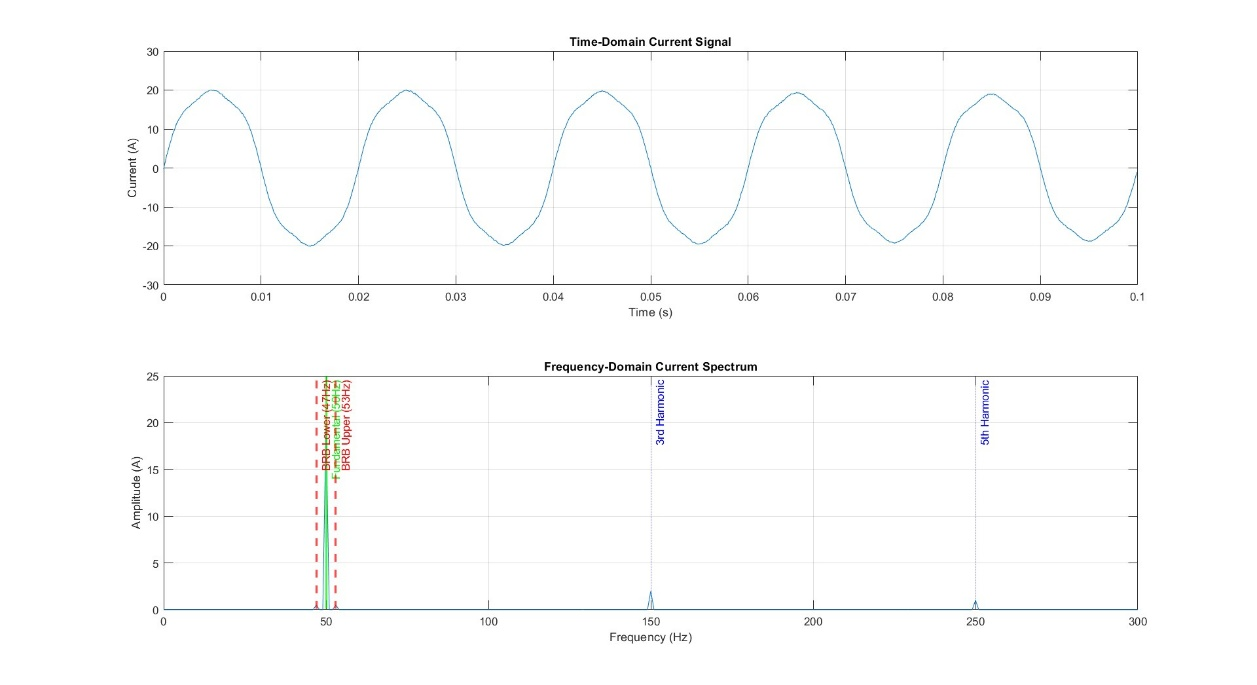 Time-Domain Current Signal
30
20
10
0
-10
-20
-30
Current (A)
0 0.01 0.02 0.03 0.04 0.05 0.06 0.07 0.08 0.09 0.1
Time (s)
Frequency-Domain Current Spectrum
25
20
15
10
5
0
Amplitude (A)
BRB Lower (47Hz)
Fundamental (50Hz)
BRB Upper (53Hz)
3rd Harmonic
5th Harmonic
0 50 100 150 200 250 300
Frequency (Hz)